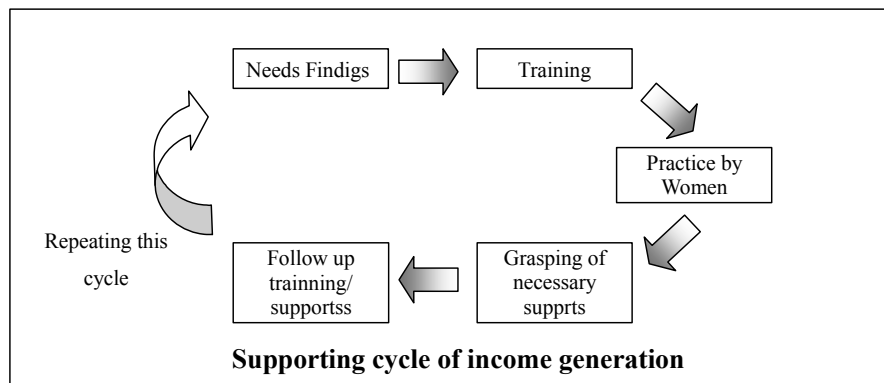 Needs Findigs
Training
Practice by
Women
Grasping of
necessary
supprts
Follow up
trainning/
supportss
Repeating this
cycle
Supporting cycle of income generation